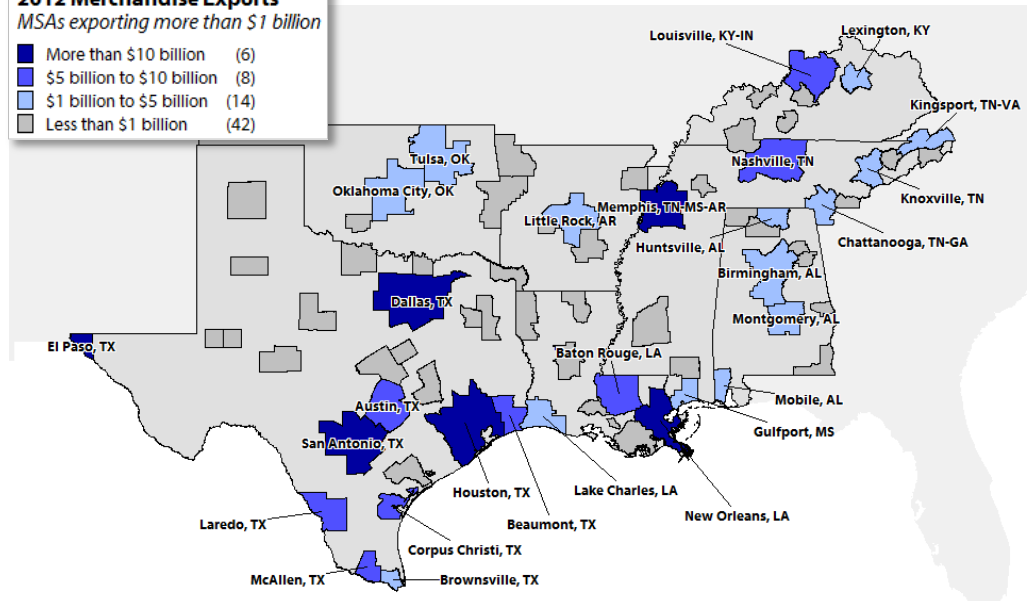 2012 Merchandise Exports
MSAs exporting more than $1 billion
More than $10 billion (6)
$5 billion to $10 billion (8)
$1 billion to $5 billion (14)
Less than $1 billion (42)
Louisville, KY-IN
Lexington, KY
Kingsport, TN-VA
Tulsa, OK
Nashville, TN
Oklahoma City, OK
Knoxville, TN
Memphis, TN-MS-AR
Little Rock, AR
Huntsville, AL
Chattanooga, TN-GA
Birmingham, AL
Dallas, TX
Montgomery, AL
El Paso, TX
Baton Rouge, LA
Mobile, AL
Austin, TX
Gulfport, MS
San Antonio, TX
Houston, TX
Lake Charles, LA
New Orleans, LA
Laredo, TX
Beaumont, TX
Corpus Christi, TX
McAllen, TX
Brownsville, TX